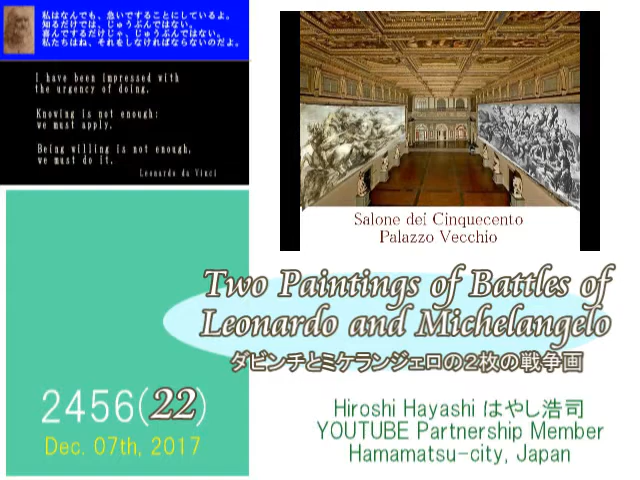 私はなんでも、急いですることにしているよ。
知るだけでは、じゅうぶんではない。
喜んでするだけじゃ、じゅうぶんではない。
私たちはね、それをしなければならないのだよ。
I have been impressed with
the urgency of doing.
Knowing is not enough;
we must apply.
Being willing is not enough,
we must do it.
Leonardo da Vinci
Salone dei Cinquecento
Palazzo Vecchio
Two Paintings of Battles of
Leonardo and Michelangelo
ダビンチとミケランジェロの2枚の戦争画
2456(22)
Dec. 07th, 2017
Hiroshi Hayashi はやし浩司
YOUTUBE Partnership Member
Hamamatsu-city, Japan